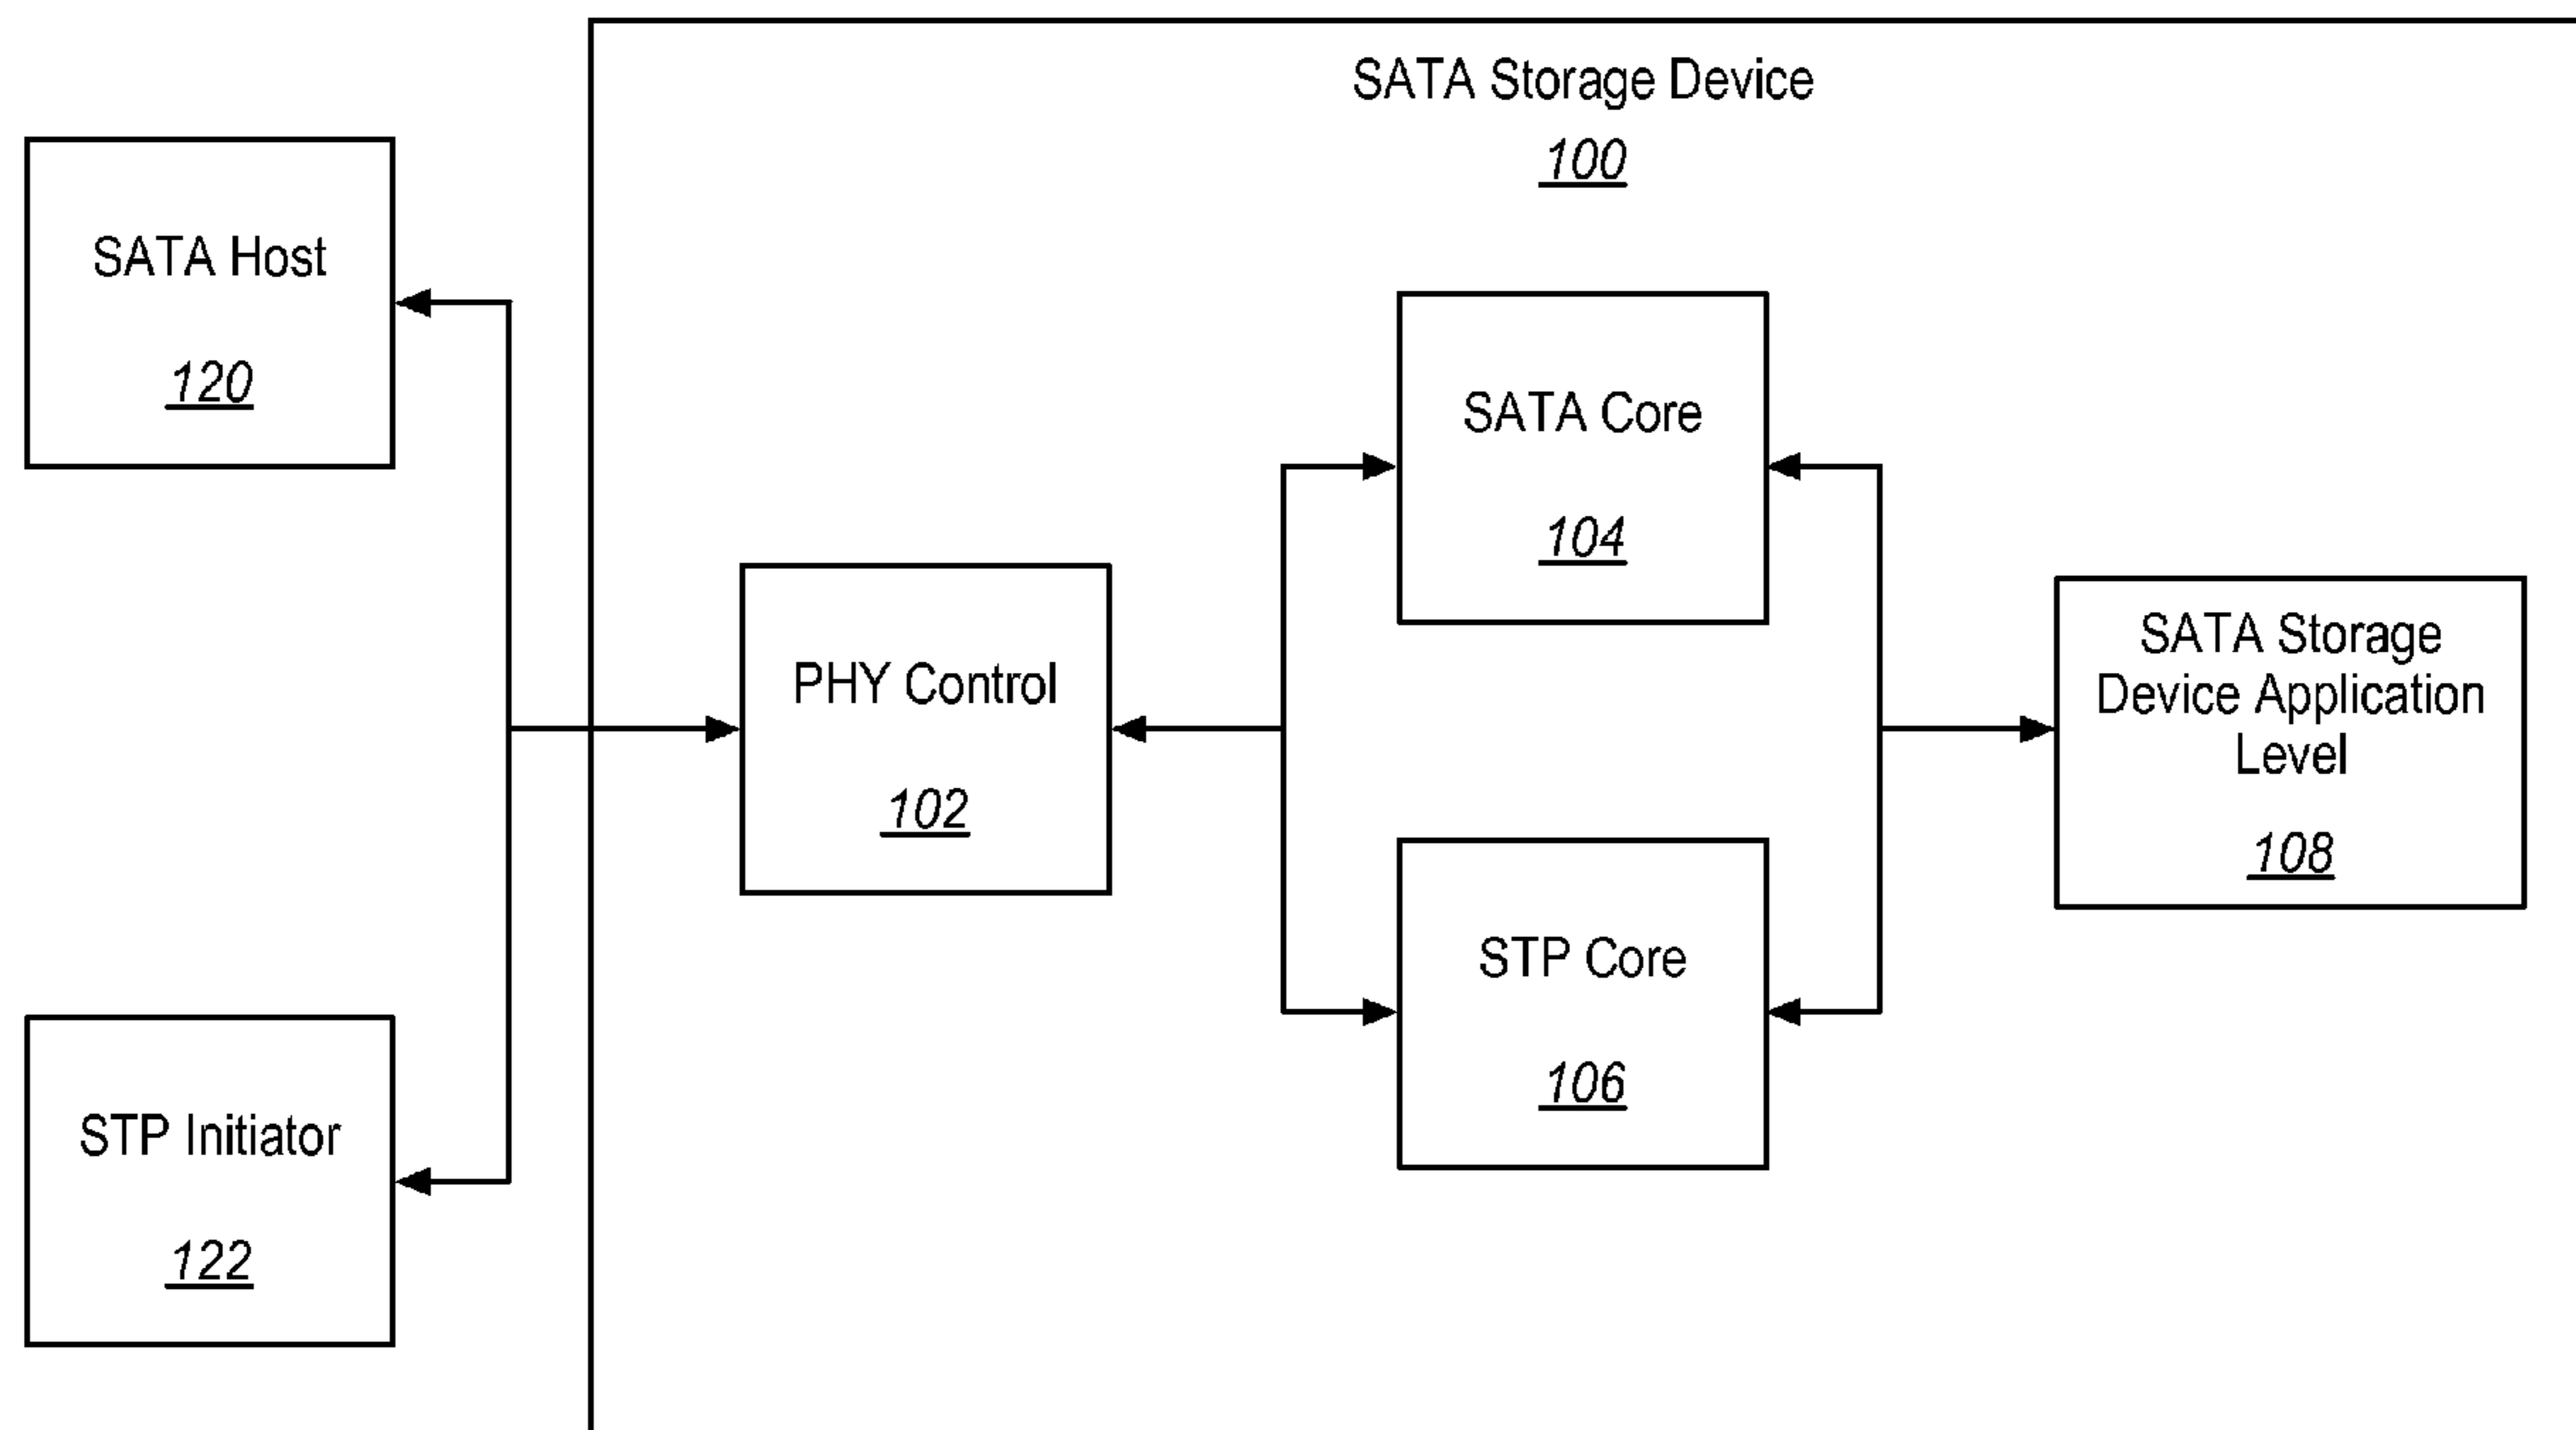 SATA Storage Device
100
SATA Host
120
SATA Core
104
PHY Control
102
SATA Storage
Device Application
Level
108
STP Core
106
STP Initiator
122